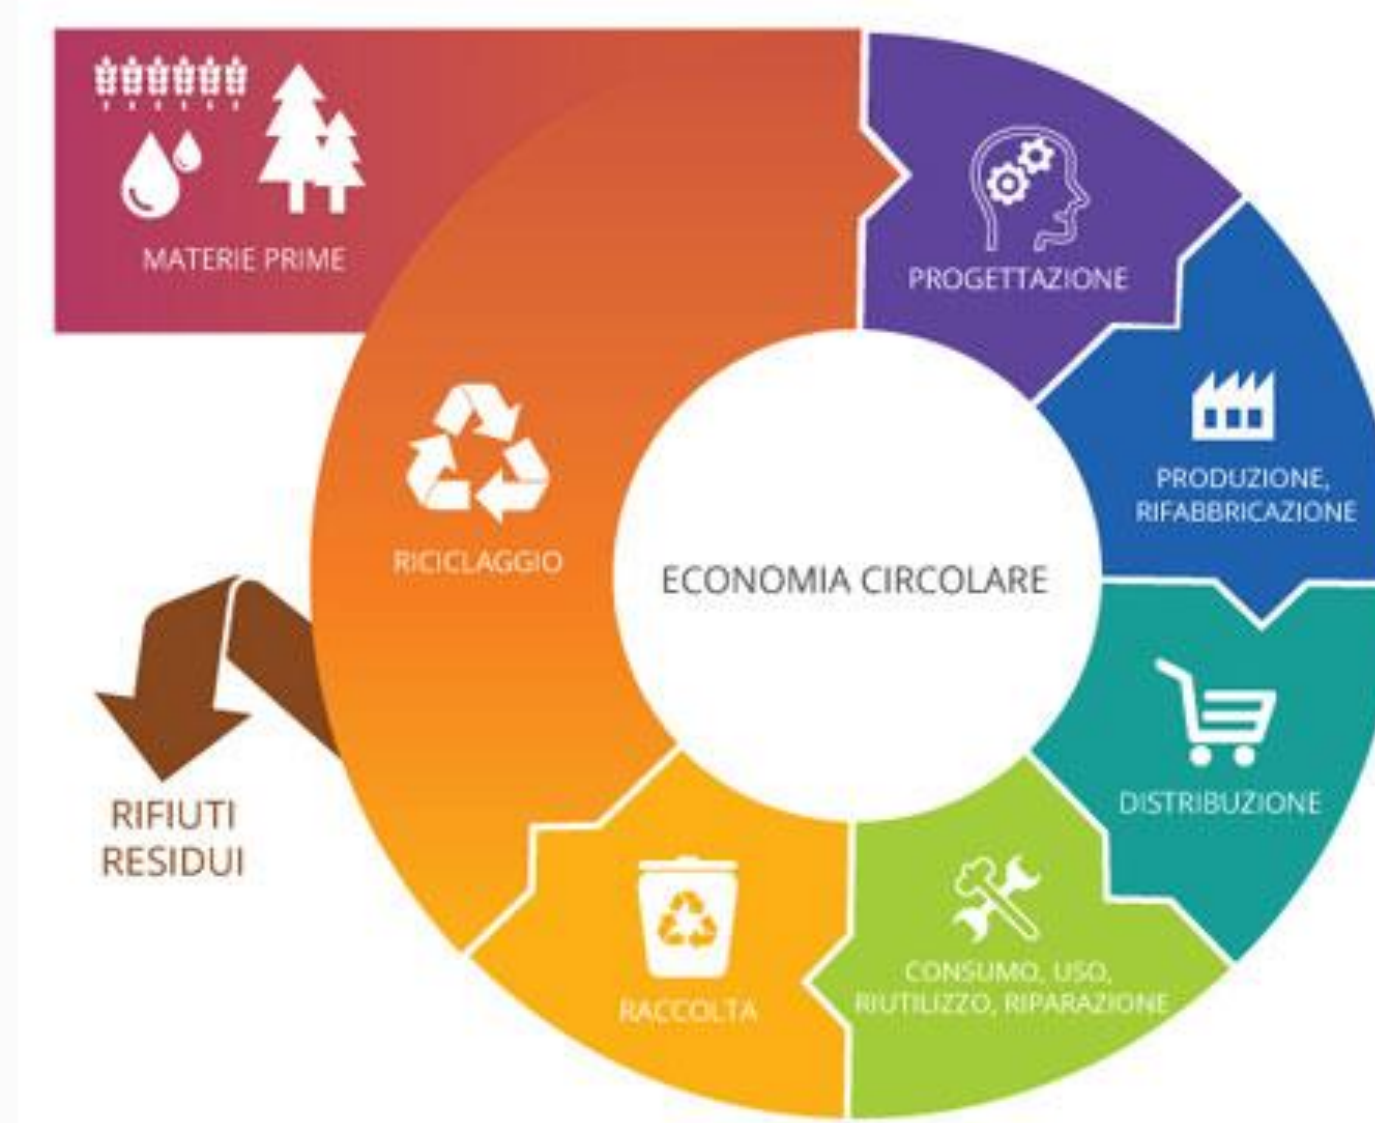 MATERIE PRIME
PROGETTAZIONE
PRODUZIONE,
RIFABBRICAZIONE
DISTRIBUZIONE
CONSUMO, USO,
RIUTILIZZO, RIPARAZIONE
RACCOLTA
RICICLAGGIO
ECONOMIA CIRCOLARE
RIFIUTI
RESIDUI